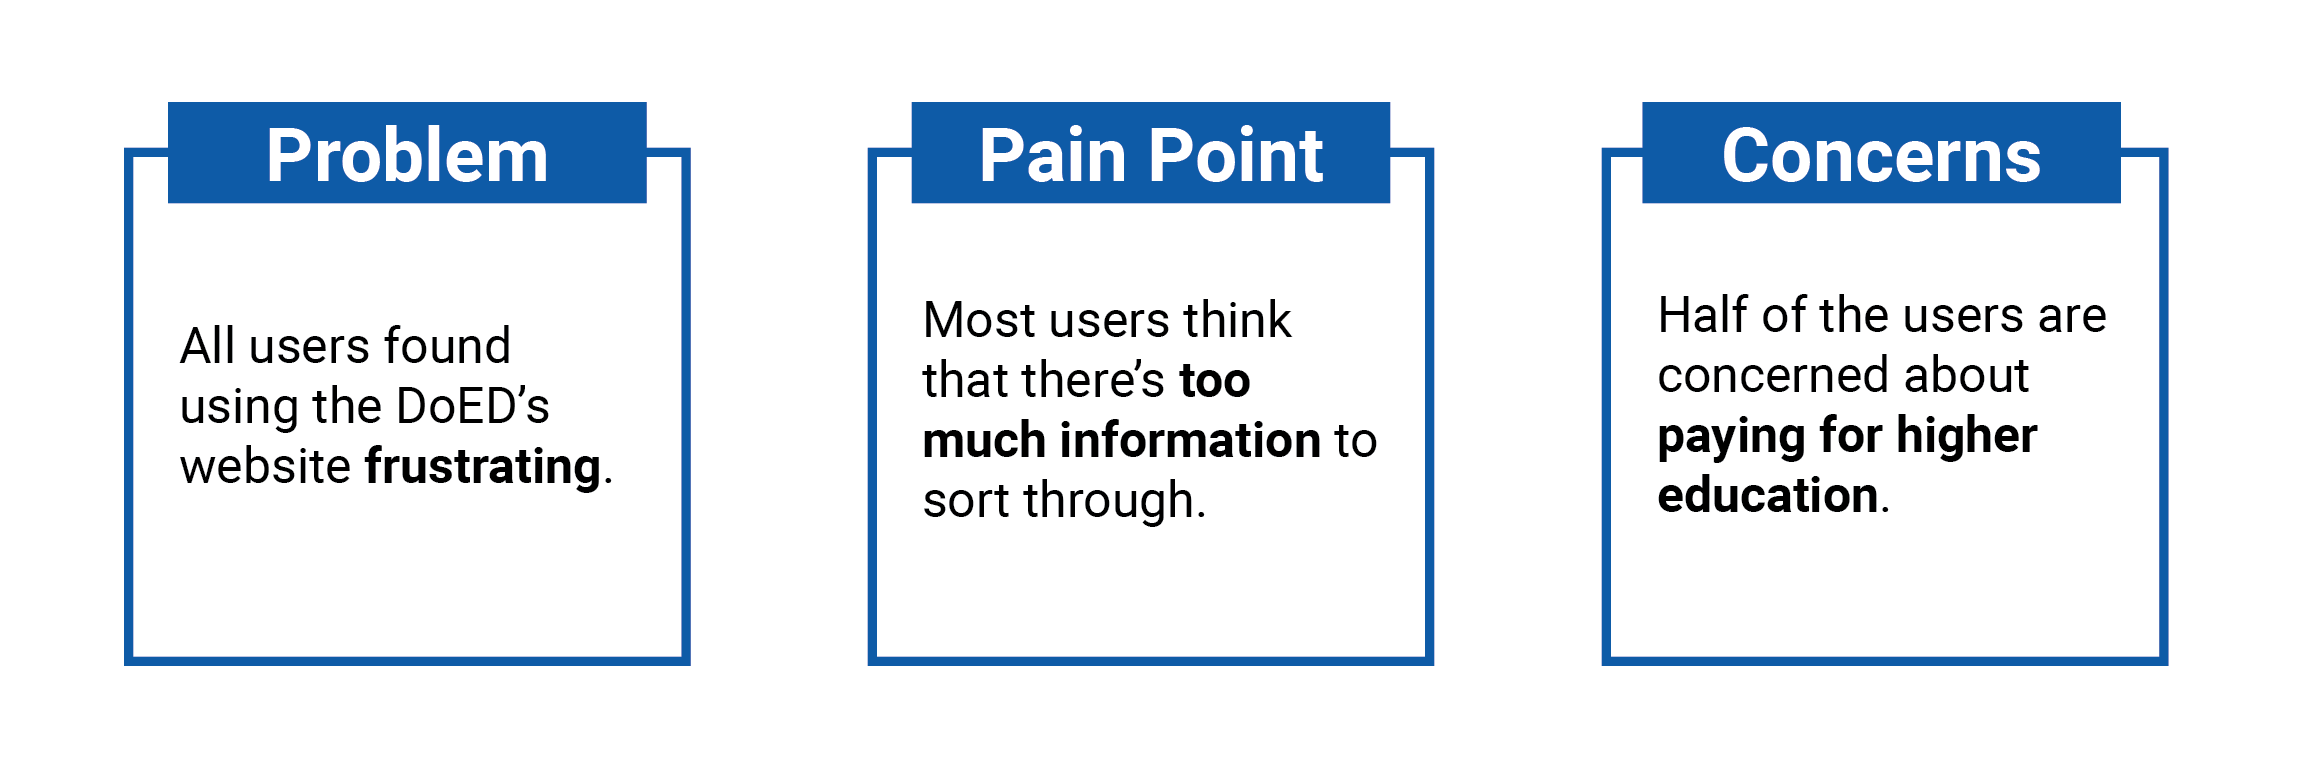 Problem
All users found
using the DoED’s
website frustrating.
Pain Point
Most users think
that there’s too
much information to
sort through.
Concerns
Half of the users are
concerned about
paying for higher
education.